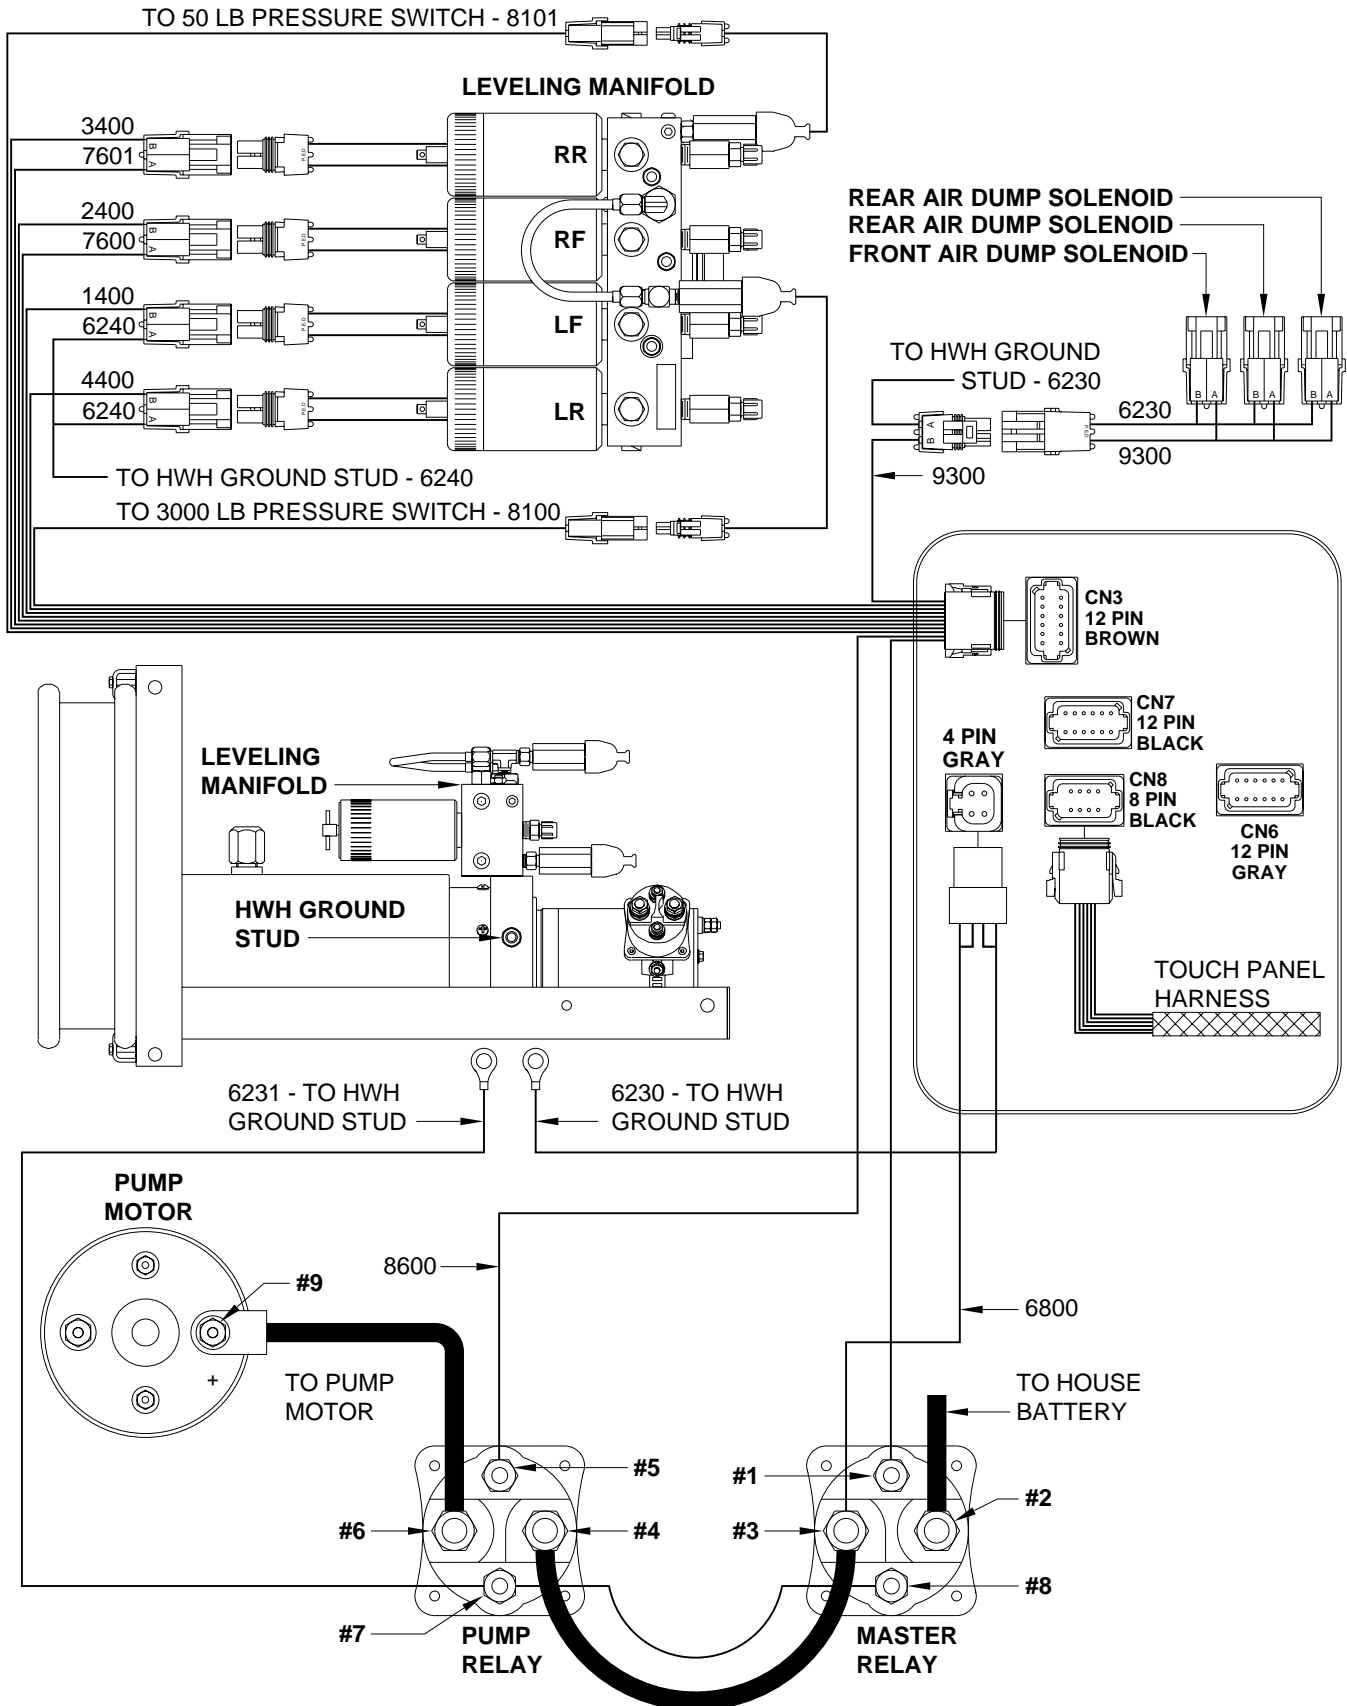 TO 50 LB PRESSURE SWITCH - 8101
LEVELING MANIFOLD
3400
7601
B
A
P.E.D
RR
2400
7600
B
A
P.E.D
RF
1400
6240
B
A
P.E.D
LF
4400
6240
B
A
P.E.D
LR
TO HWH GROUND STUD - 6240
TO 3000 LB PRESSURE SWITCH - 8100
REAR AIR DUMP SOLENOID
REAR AIR DUMP SOLENOID
FRONT AIR DUMP SOLENOID
TO HWH GROUND
STUD - 6230
B A
B A
B A
A
B
P.E.D
6230
9300
9300
CN3
12 PIN
BROWN
CN7
12 PIN
BLACK
4 PIN
GRAY
CN8
8 PIN
BLACK
CN6
12 PIN
GRAY
TOUCH PANEL
HARNESS
LEVELING
MANIFOLD
HWH GROUND
STUD
6231 - TO HWH
GROUND STUD
6230 - TO HWH
GROUND STUD
PUMP
MOTOR
#9
+
TO PUMP
MOTOR
8600
6800
TO HOUSE
BATTERY
#5
#6
#4
#7
PUMP
RELAY
#1
#2
#3
#8
MASTER
RELAY